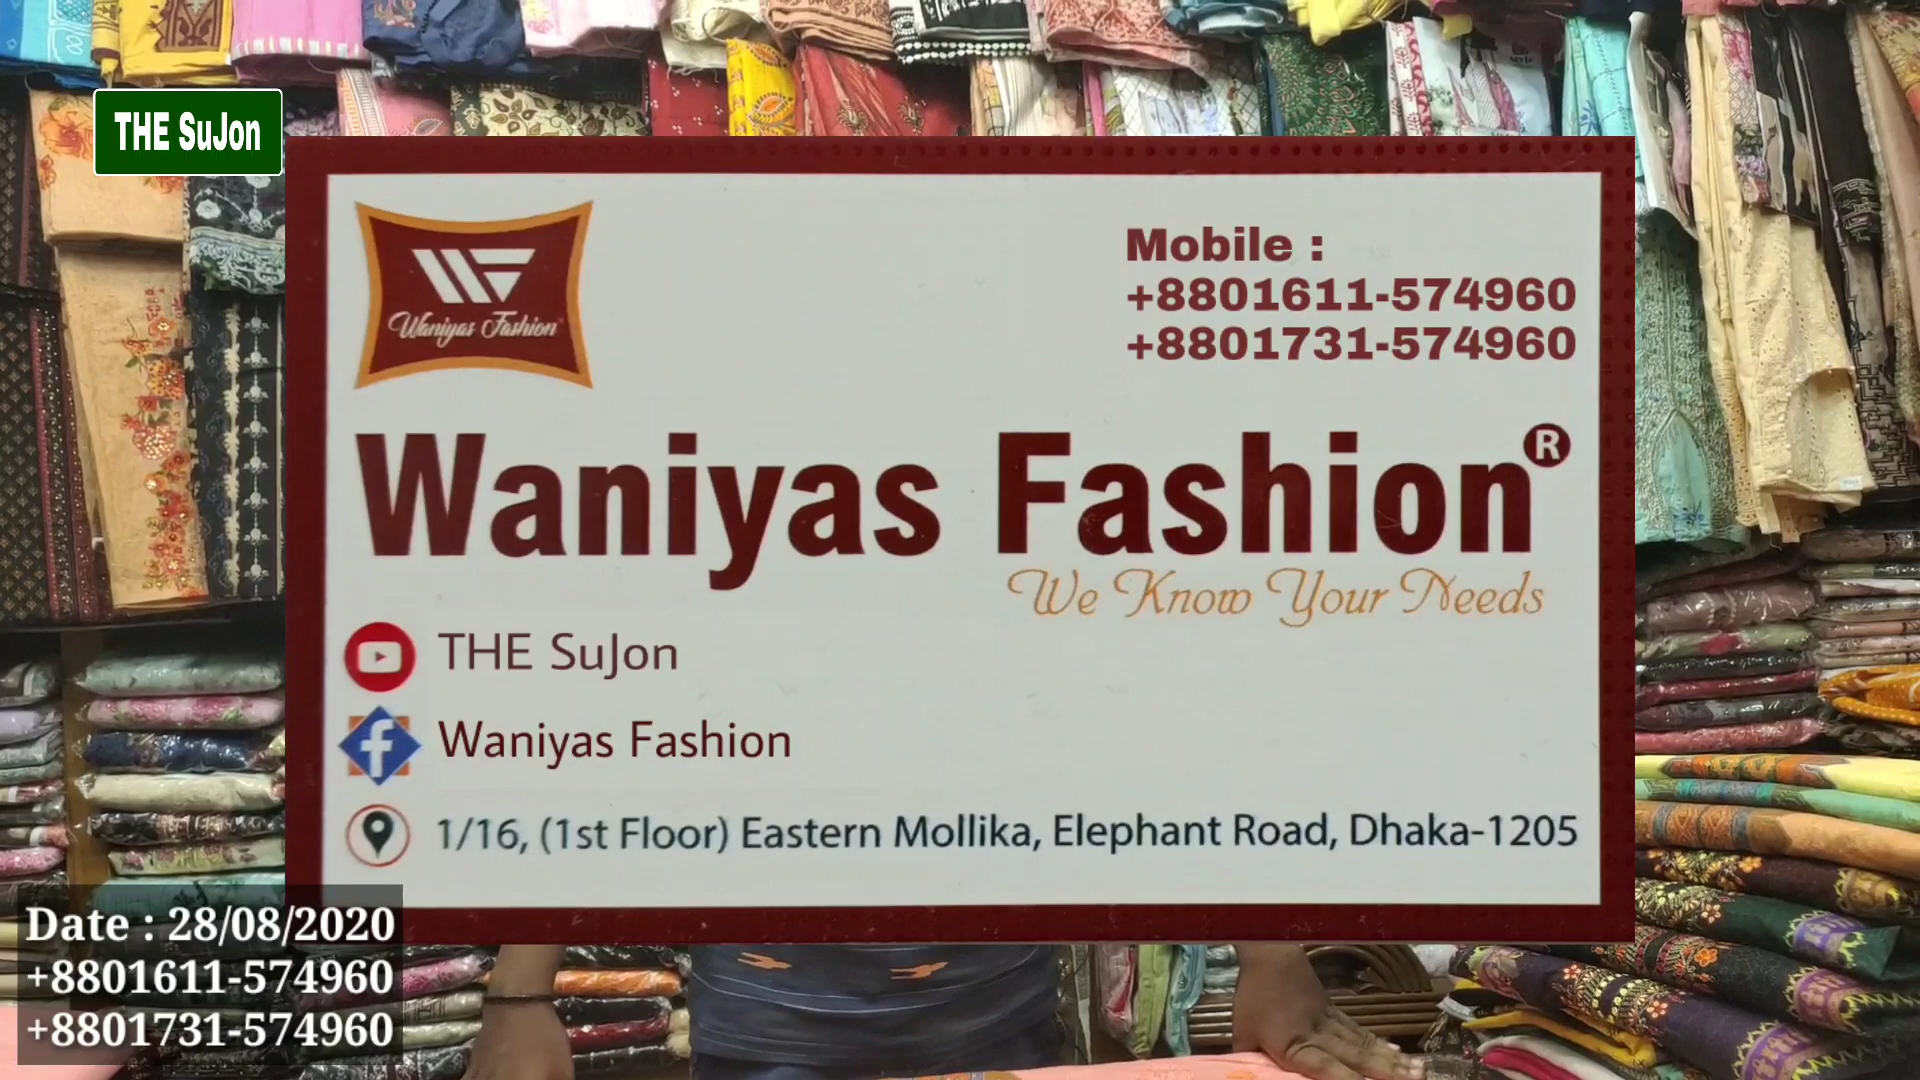 THE SuJon
Waniyas Fashion
Mobile :
+8801611-574960
+8801731-574960
Waniyas Fashion®
We Know Your Needs
THE SuJon
Waniyas Fashion
1/16, (1st Floor) Eastern Mollika, Elephant Road, Dhaka-1205
Date : 28/08/2020
+8801611-574960
+8801731-574960